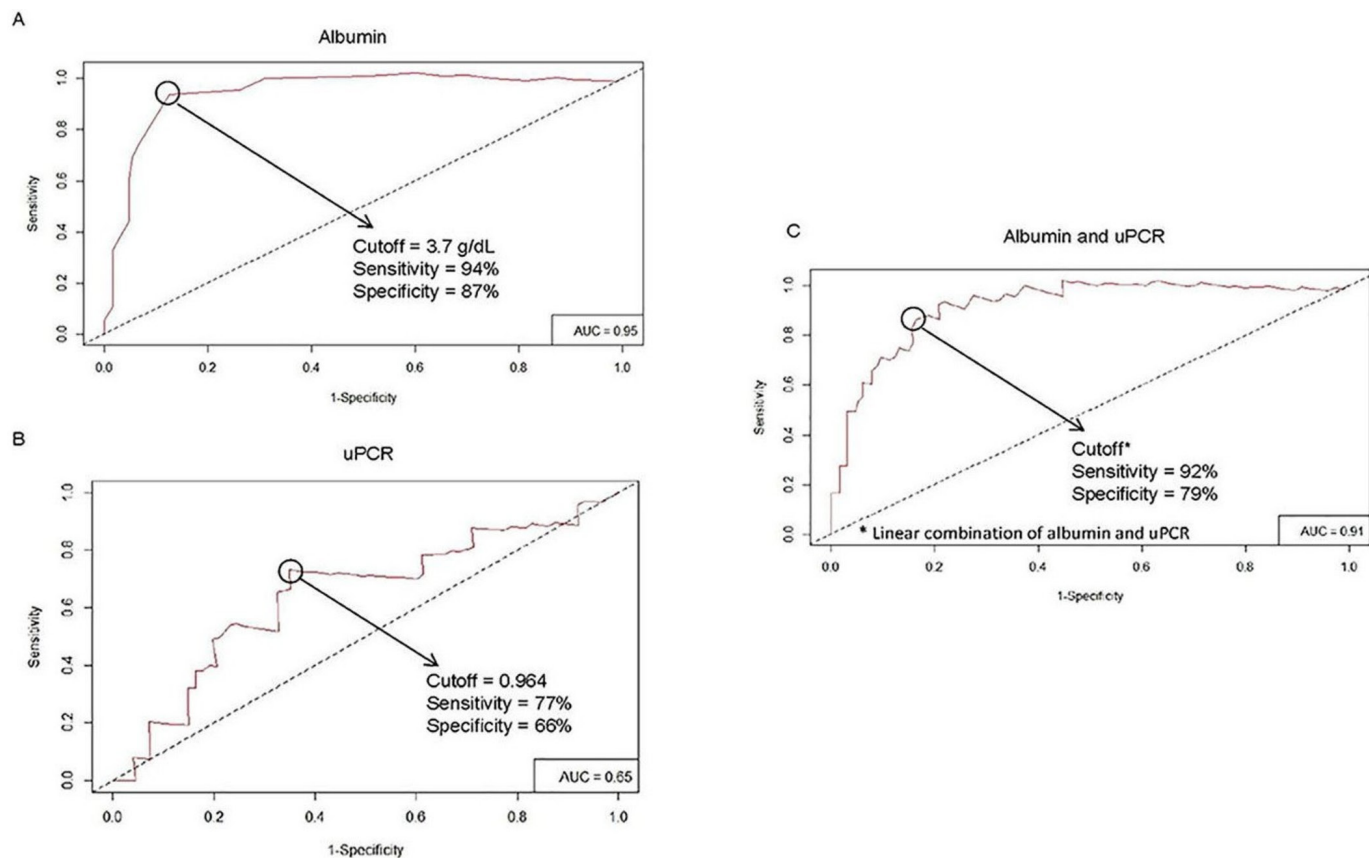 A
Albumin
Sensitivity
1.0
0.8
0.6
0.4
0.2
0.0
Cutoff = 3.7 g/dL
Sensitivity = 94%
Specificity = 87%
AUC = 0.95
0.0 0.2 0.4 0.6 0.8 1.0
1-Specificity
B
uPCR
Sensitivity
1.0
0.8
0.6
0.4
0.2
0.0
Cutoff = 0.964
Sensitivity = 77%
Specificity = 66%
AUC = 0.65
0.0 0.2 0.4 0.6 0.8 1.0
1-Specificity
C
Albumin and uPCR
Sensitivity
1.0
0.8
0.6
0.4
0.2
0.0
Cutoff*
Sensitivity = 92%
Specificity = 79%
* Linear combination of albumin and uPCR
AUC = 0.91
0.0 0.2 0.4 0.6 0.8 1.0
1-Specificity